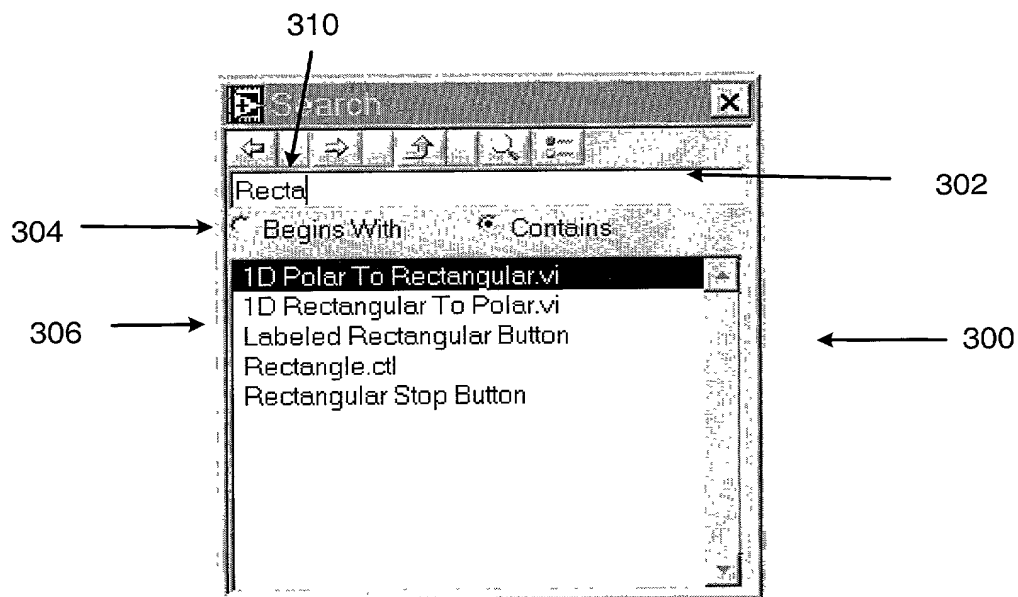 310
Search
Recta
302
304
Begins With
Contains
1D Polar To Rectangular.vi
1D Rectangular To Polar.vi
306
Labeled Rectangular Button
300
Rectangle.ctl
Rectangular Stop Button